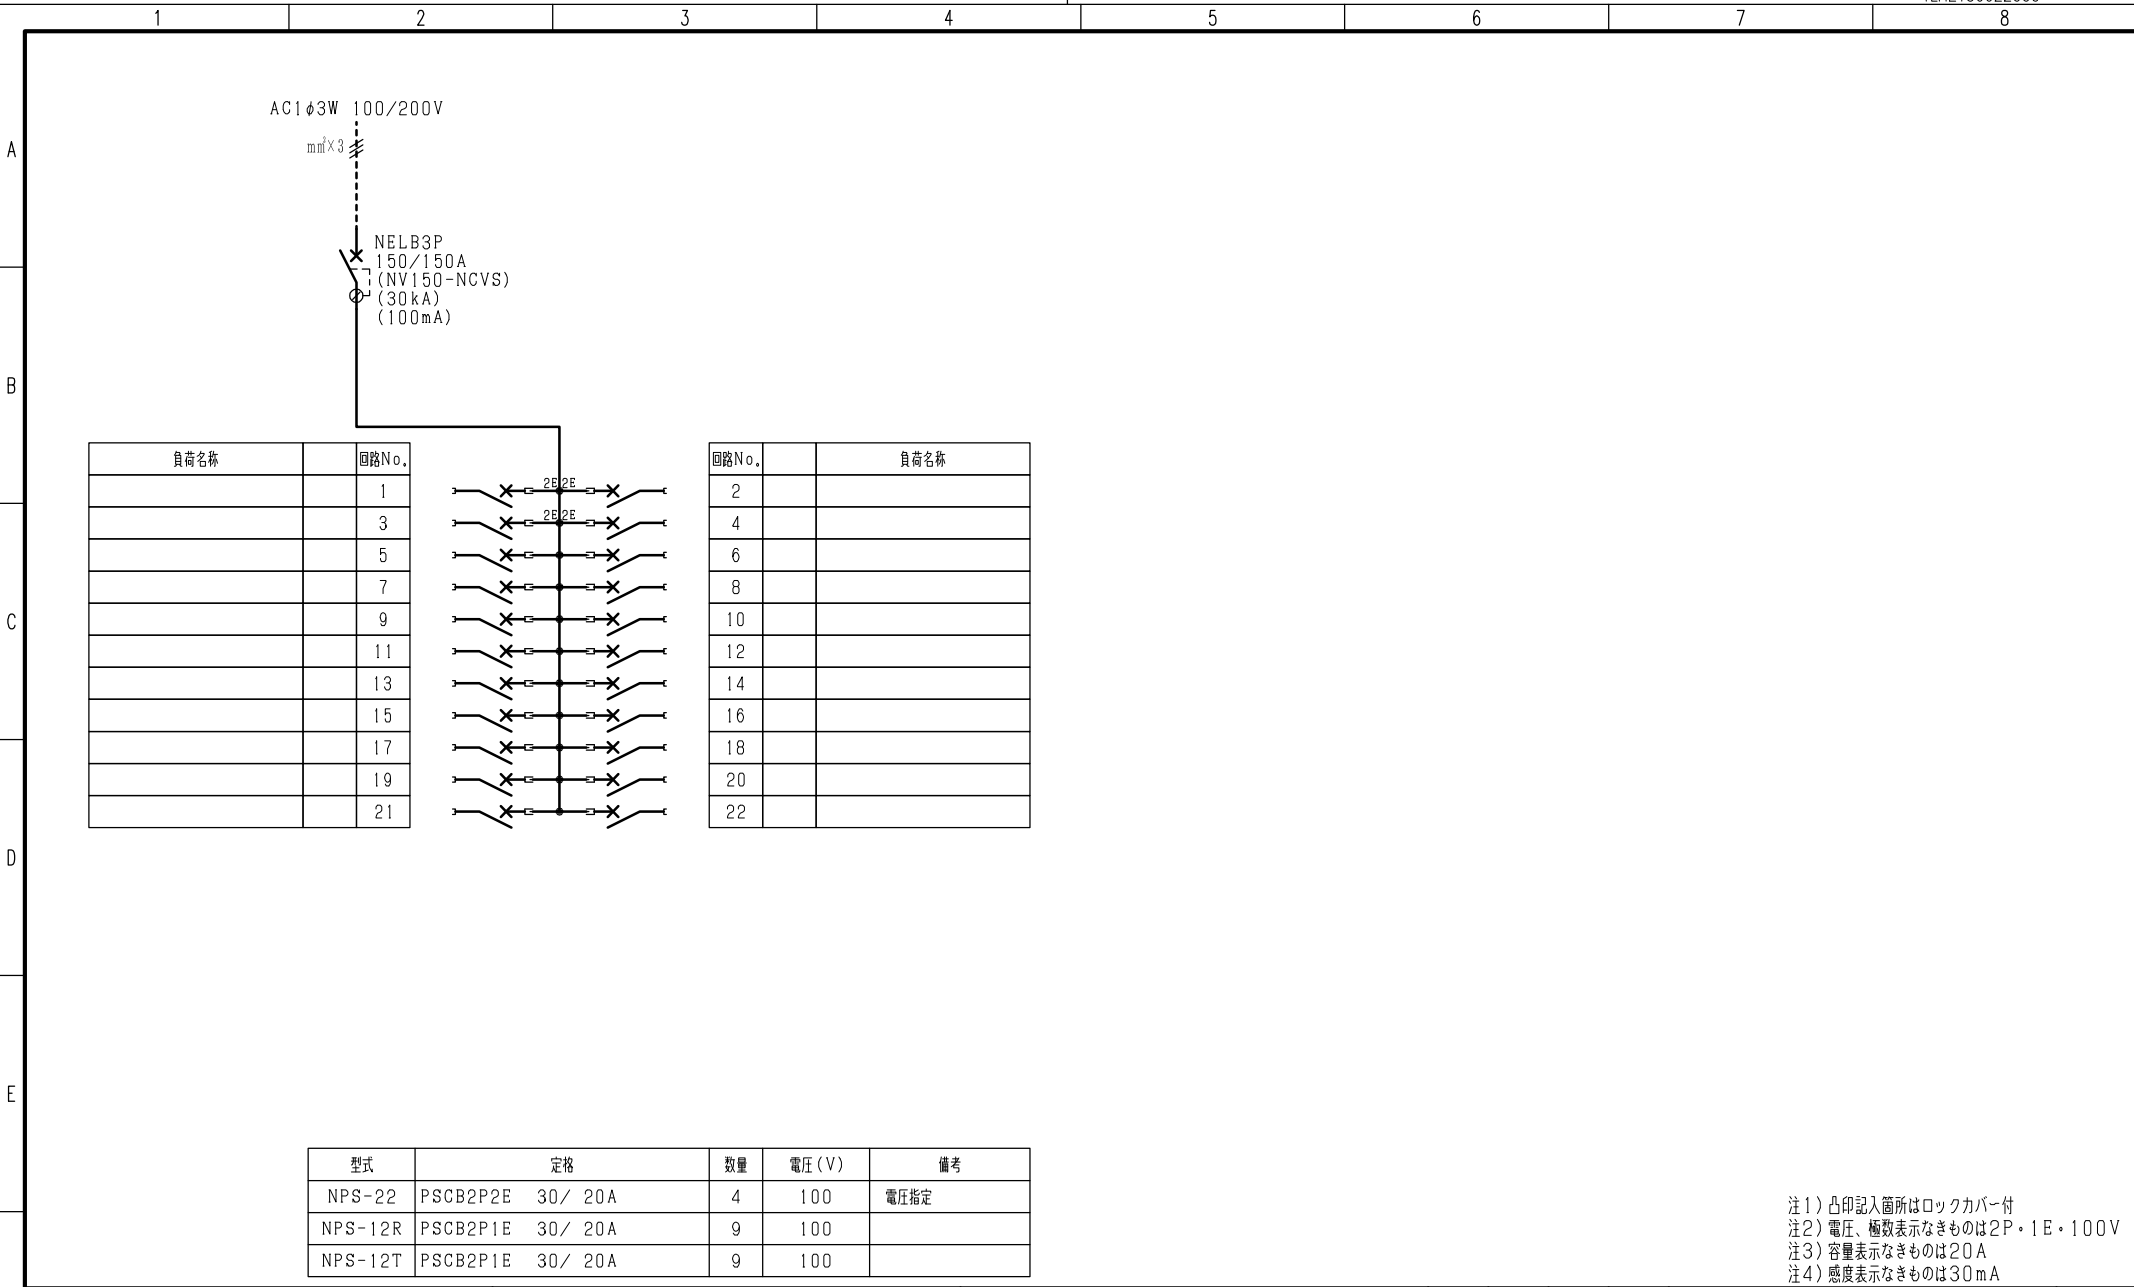 1 2 3 4 5 6 7 8
A
B
C
D
E
AC1φ3W 100/200V
mm²×3
NELB3P
150/150A
(NV150-NCVS)
(30kA)
(100mA)
負荷名称 回路No. 回路No. 負荷名称
1 2E 2E 2
3 2E 2E 4
5 6
7 8
9 10
11 12
13 14
15 16
17 18
19 20
21 22
型式 定格 数量 電圧(V) 備考
NPS-22 PSCB2P2E 30/ 20A 4 100 電圧指定
NPS-12R PSCB2P1E 30/ 20A 9 100
NPS-12T PSCB2P1E 30/ 20A 9 100
注1)凸印記入箇所はロックカバー付
注2)電圧、極数表示なきものは2P・1E・100V
注3)容量表示なきものは20A
注4)感度表示なきものは30mA